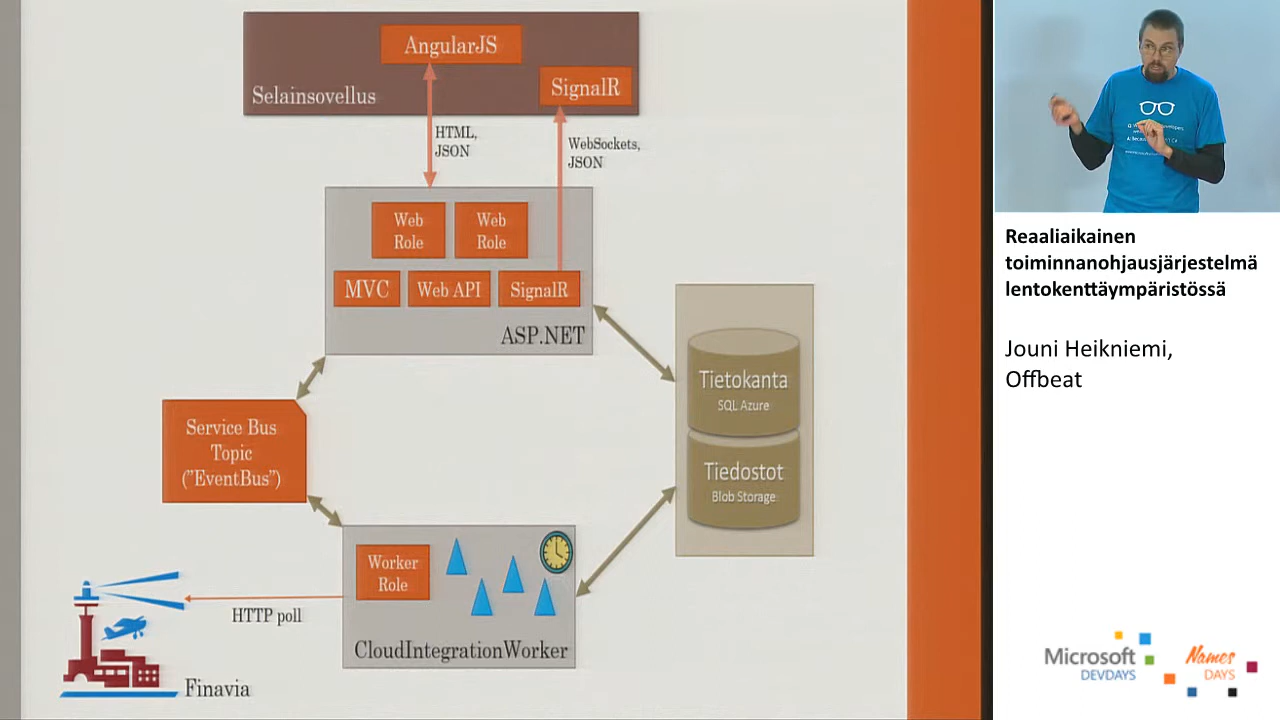 AngularJS
SignalR
Selainsovellus
HTML,
JSON
WebSockets,
JSON
Web
Role
Web
Role
MVC
Web API
SignalR
ASP.NET
Tietokanta
SQL Azure
Tiedostot
Blob Storage
Service Bus
Topic
("EventBus")
Worker
Role
CloudIntegrationWorker
HTTP poll
Finavia
Reaaliaikainen
toiminnanohjausjärjestelmä
lentokenttäympäristössä
Jouni Heikniemi,
Offbeat
Microsoft
DEVDAYS
Names
DAYS